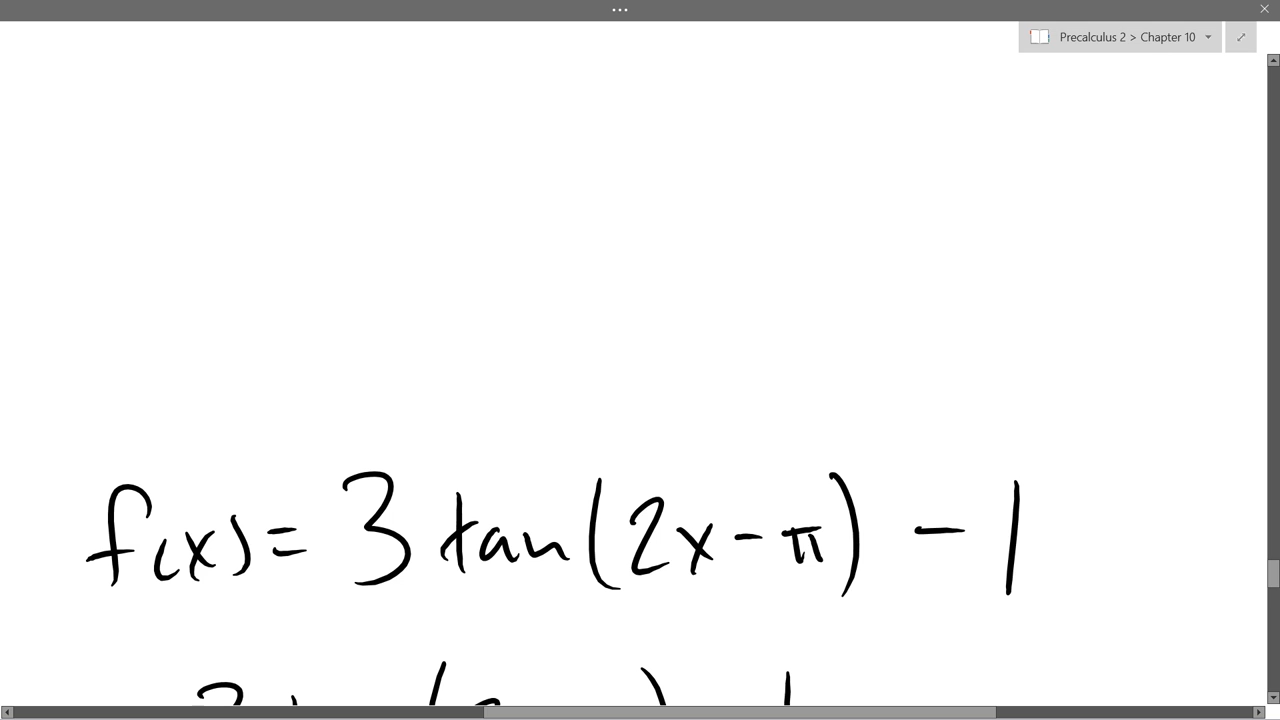 Precalculus 2 > Chapter 10
f(x) = 3 tan(2x - π) - 1